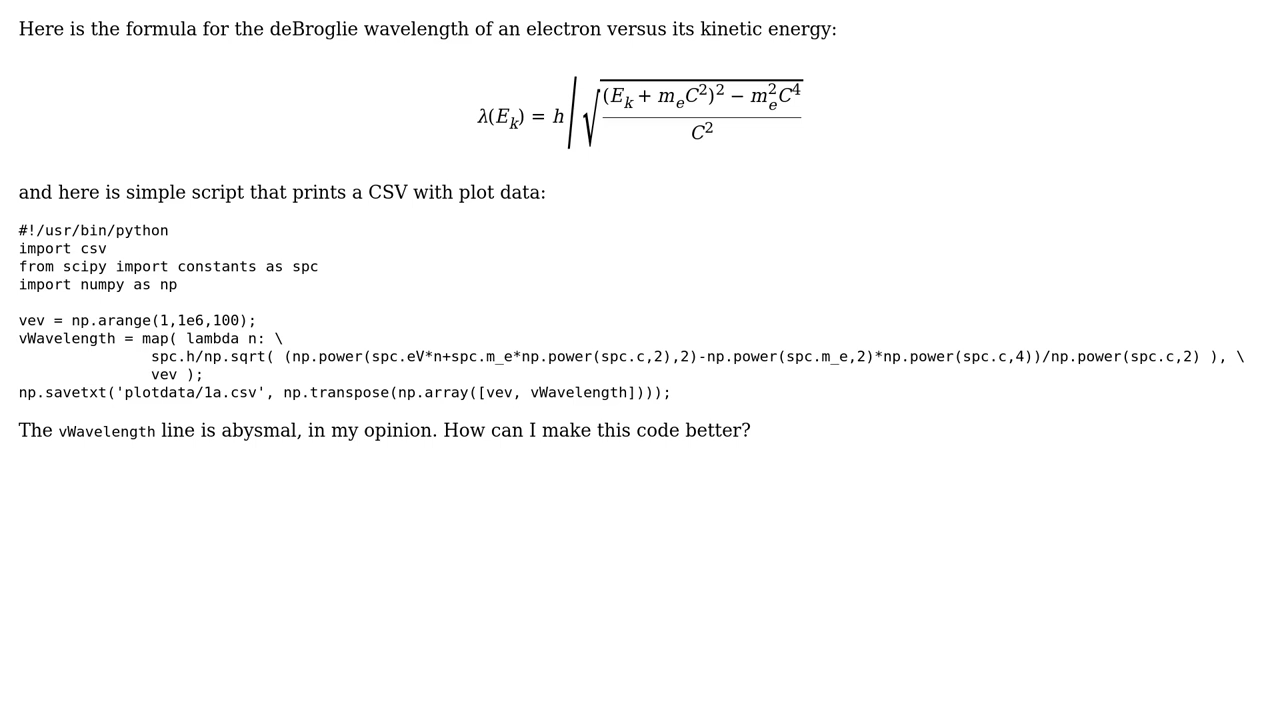 Here is the formula for the deBroglie wavelength of an electron versus its kinetic energy:
λ(E_k) = h / √(((E_k + m_eC²)² − m_e²C⁴) / C²)
and here is simple script that prints a CSV with plot data:
#!/usr/bin/python
import csv
from scipy import constants as spc
import numpy as np
vev = np.arange(1,1e6,100);
vWavelength = map( lambda n: \
spc.h/np.sqrt( (np.power(spc.eV*n+spc.m_e*np.power(spc.c,2),2)-np.power(spc.m_e,2)*np.power(spc.c,4))/np.power(spc.c,2) ), \
vev );
np.savetxt('plotdata/1a.csv', np.transpose(np.array([vev, vWavelength])));
The vWavelength line is abysmal, in my opinion. How can I make this code better?